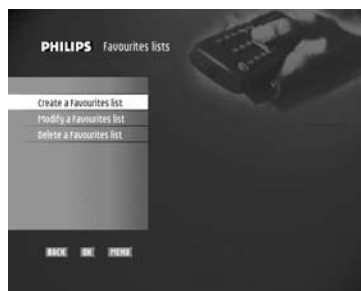 PHILIPS Favourites lists
Create a Favourites list
Modify a Favourites list
Delete a Favourites list
BACK OK MENU